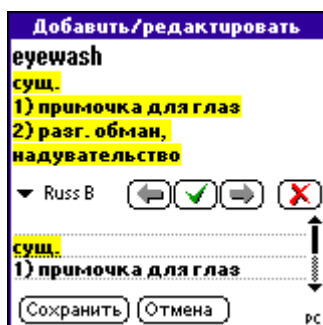 Добавить/редактировать
eyewash
сущ.
1) примочка для глаз
2) разг. обман,
надувательство
Russ B
сущ.
1) примочка для глаз
Сохранить Отмена
РС